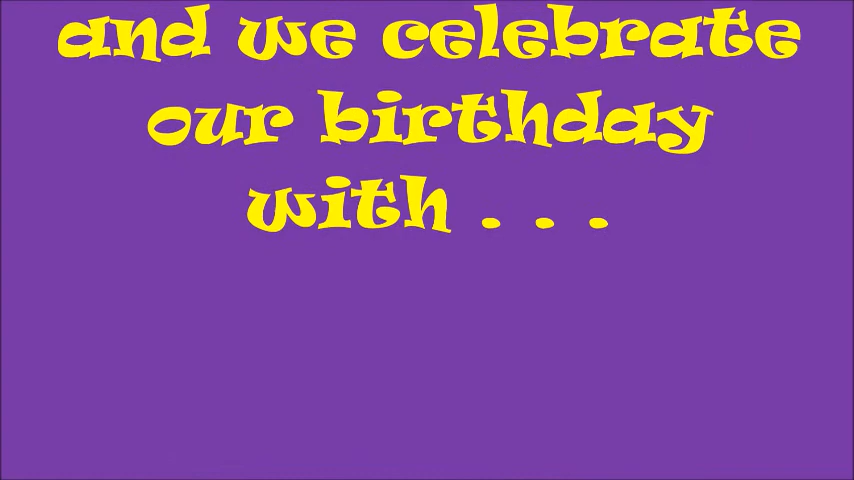 and we celebrate
our birthday
with . . .